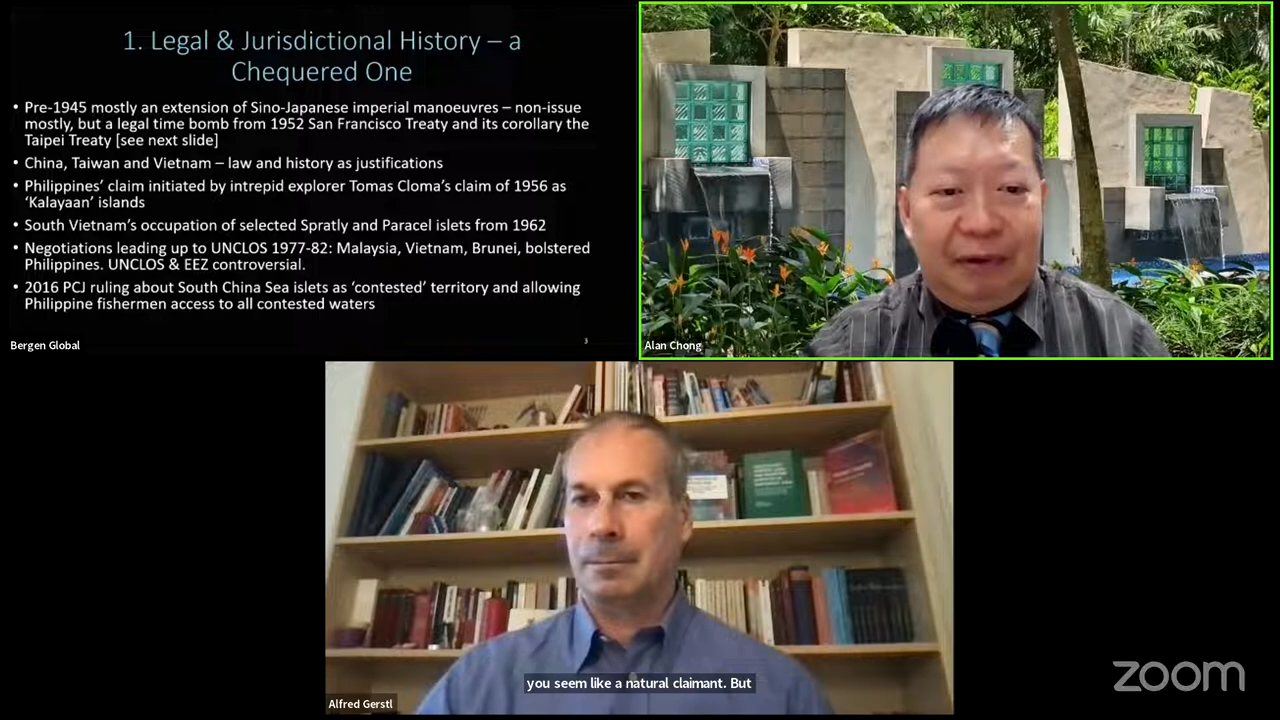 1. Legal & Jurisdictional History – a
Chequered One
• Pre-1945 mostly an extension of Sino-Japanese imperial manoeuvres – non-issue
mostly, but a legal time bomb from 1952 San Francisco Treaty and its corollary the
Taipei Treaty [see next slide]
• China, Taiwan and Vietnam – law and history as justifications
• Philippines' claim initiated by intrepid explorer Tomas Cloma's claim of 1956 as
'Kalayaan' islands
• South Vietnam's occupation of selected Spratly and Paracel islets from 1962
• Negotiations leading up to UNCLOS 1977-82: Malaysia, Vietnam, Brunei, bolstered
Philippines. UNCLOS & EEZ controversial.
• 2016 PCJ ruling about South China Sea islets as 'contested' territory and allowing
Philippine fishermen access to all contested waters
3
Bergen Global
Alan Chong
you seem like a natural claimant. But
Alfred Gerstl
zoom